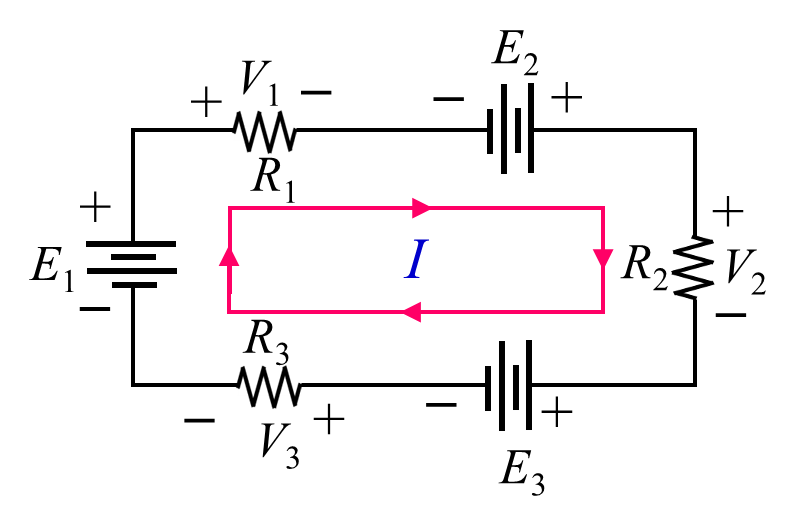 E2
V1
+ −
− +
R1
+
+
E1
I
R2
V2
−
−
R3
− +
− +
V3
E3